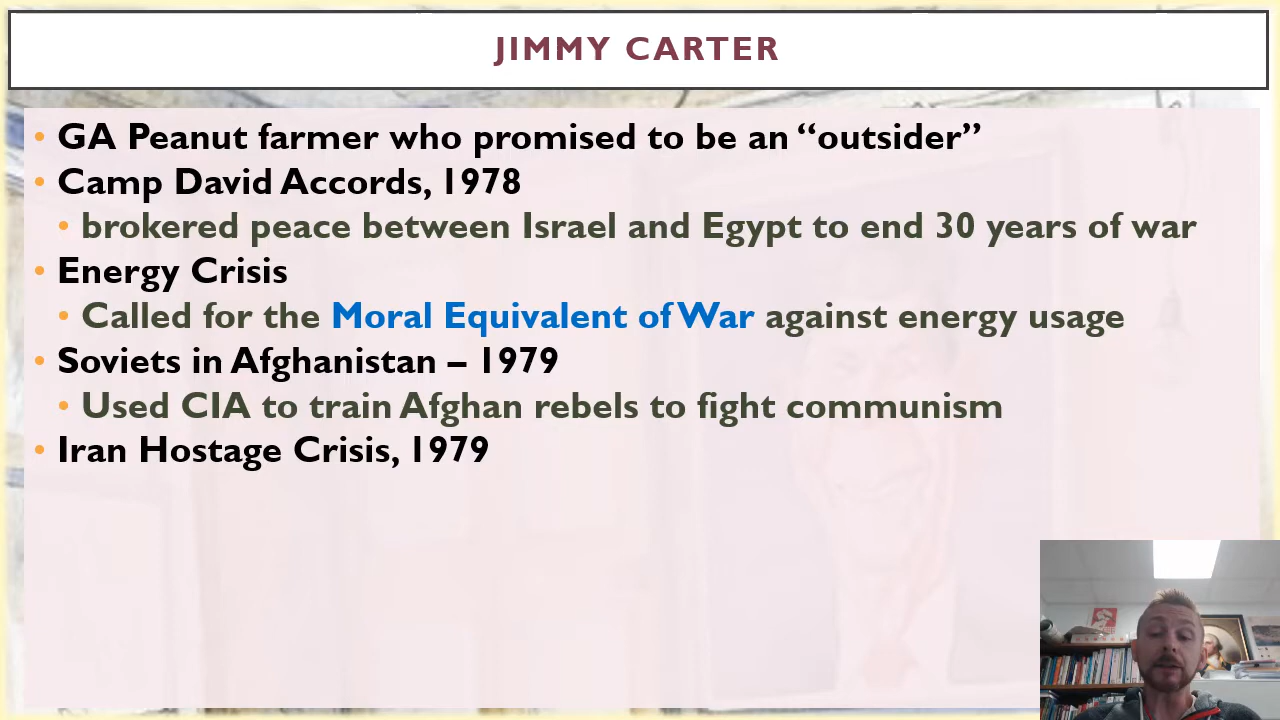 JIMMY CARTER
• GA Peanut farmer who promised to be an “outsider”
• Camp David Accords, 1978
• brokered peace between Israel and Egypt to end 30 years of war
• Energy Crisis
• Called for the Moral Equivalent of War against energy usage
• Soviets in Afghanistan – 1979
• Used CIA to train Afghan rebels to fight communism
• Iran Hostage Crisis, 1979